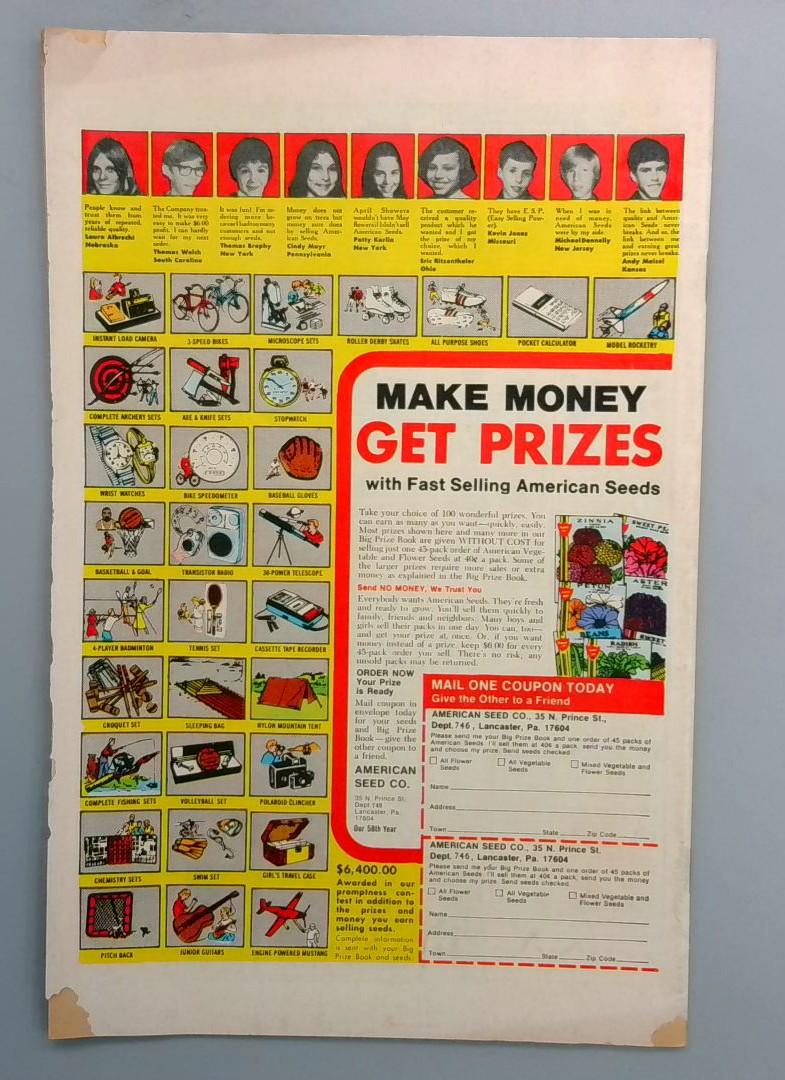 People know and
trust them from
years of repeated,
reliable quality.
Laura Albrecht
Nebraska
The Company trus-
ted me. It was very
easy to make $6.00
profit. I can hardly
wait for my next
order.
Thomas Welch
South Carolina
It was fun! I'm or-
dering more be-
cause I had too many
customers and not
enough seeds.
Thomas Brophy
New York
Money does not
grow on trees but
money sure does
by selling Ameri-
can Seeds.
Cindy Mayr
Pennsylvania
April Showers
wouldn't have May
flowers if I didn't sell
American Seeds.
Patty Karlin
New York
The customer re-
ceived a quality
product which he
wanted and I got
the prize of my
choice, which I
wanted.
Eric Ritzenthaler
Ohio
They have E. S. P.
(Easy Selling Pow-
er).
Kevin Jones
Missouri
When I was in
need of money,
American Seeds
were by my side.
Michael Donnelly
New Jersey
The link between
quality and Amer-
ican Seeds never
breaks. And so, the
link between me
and earning great
prizes never breaks.
Andy Meisel
Kansas
INSTANT LOAD CAMERA
3-SPEED BIKES
MICROSCOPE SETS
ROLLER DERBY SKATES
ALL PURPOSE SHOES
POCKET CALCULATOR
MODEL ROCKETRY
COMPLETE ARCHERY SETS
AXE & KNIFE SETS
STOPWATCH
WRIST WATCHES
BIKE SPEEDOMETER
BASEBALL GLOVES
BASKETBALL & GOAL
TRANSISTOR RADIO
30-POWER TELESCOPE
4-PLAYER BADMINTON
TENNIS SET
CASSETTE TAPE RECORDER
CROQUET SET
SLEEPING BAG
NYLON MOUNTAIN TENT
COMPLETE FISHING SETS
VOLLEYBALL SET
POLAROID CLINCHER
CHEMISTRY SETS
SWIM SET
GIRL'S TRAVEL CASE
PITCH BACK
JUNIOR GUITARS
ENGINE POWERED MUSTANG
MAKE MONEY
GET PRIZES
with Fast Selling American Seeds
Take your choice of 100 wonderful prizes. You
can earn as many as you want—quickly, easily.
Most prizes shown here and many more in our
Big Prize Book are given WITHOUT COST for
selling just one 45-pack order of American Vege-
table and Flower Seeds at 40¢ a pack. Some of
the larger prizes require more sales or extra
money as explained in the Big Prize Book.
Send NO MONEY, We Trust You
Everybody wants American Seeds. They're fresh
and ready to grow. You'll sell them quickly to
family, friends and neighbors. Many boys and
girls sell their packs in one day. You can, too—
and get your prize at once. Or, if you want
money instead of a prize, keep $6.00 for every
45-pack order you sell. There's no risk; any
unsold packs may be returned.
ZINNIA
SWEET PE
ASTER
BEANS
RADISH
SWEET
ORDER NOW
Your Prize
is Ready
Mail coupon in
envelope today
for your seeds
and Big Prize
Book—give the
other coupon to
a friend.
AMERICAN
SEED CO.
35 N. Prince St.
Dept. 746
Lancaster, Pa.
17604
Our 58th Year
MAIL ONE COUPON TODAY
Give the Other to a Friend
AMERICAN SEED CO., 35 N. Prince St.,
Dept. 746, Lancaster, Pa. 17604
Please send me your Big Prize Book and one order of 45 packs of
American Seeds. I'll sell them at 40¢ a pack, send you the money
and choose my prize. Send seeds checked.
All Flower Seeds
All Vegetable Seeds
Mixed Vegetable and Flower Seeds
Name
Address
Town State Zip Code
AMERICAN SEED CO., 35 N. Prince St.
Dept. 746, Lancaster, Pa. 17604
Please send me your Big Prize Book and one order of 45 packs of
American Seeds. I'll sell them at 40¢ a pack, send you the money
and choose my prize. Send seeds checked.
All Flower Seeds
All Vegetable Seeds
Mixed Vegetable and Flower Seeds
Name
Address
Town State Zip Code
$6,400.00
Awarded in our
promptness con-
test in addition to
the prizes and
money you earn
selling seeds.
Complete information
is sent with your Big
Prize Book and seeds.